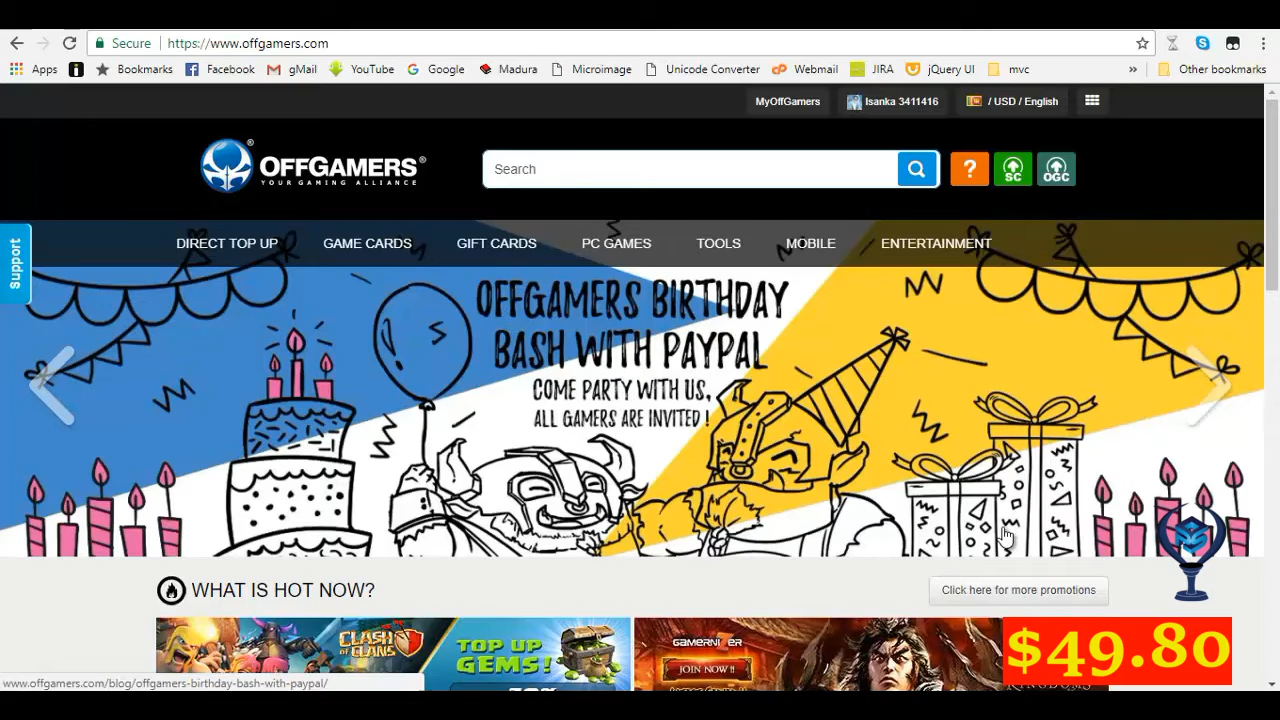 Secure https://www.offgamers.com
Apps Bookmarks Facebook gMail YouTube Google Madura Microimage Unicode Converter Webmail JIRA jQuery UI mvc » Other bookmarks
MyOffGamers Isanka 3411416 / USD / English
OFFGAMERS®
YOUR GAMING ALLIANCE
Search
? SC OGC
Support
DIRECT TOP UP GAME CARDS GIFT CARDS PC GAMES TOOLS MOBILE ENTERTAINMENT
OFFGAMERS BIRTHDAY
BASH WITH PAYPAL
COME PARTY WITH US,
ALL GAMERS ARE INVITED !
WHAT IS HOT NOW?
Click here for more promotions
CLASH OF CLANS
TOP UP
GEMS!
GAMERNIZER
JOIN NOW !!
$49.80
www.offgamers.com/blog/offgamers-birthday-bash-with-paypal/